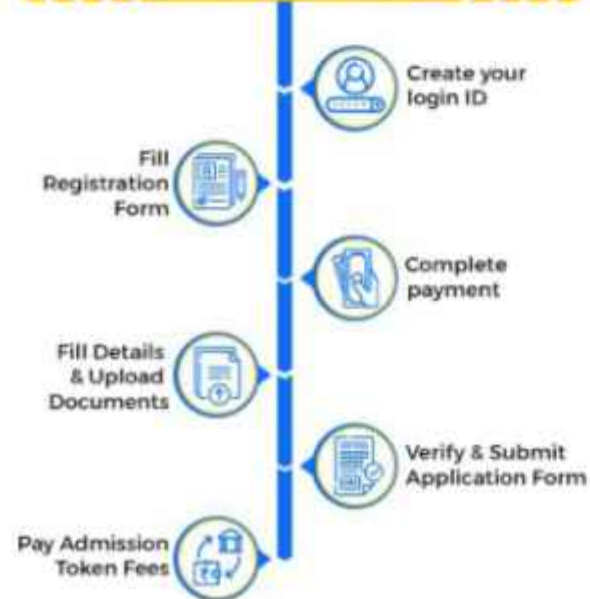 Create your
login ID
Fill
Registration
Form
Complete
payment
Fill Details
& Upload
Documents
Verify & Submit
Application Form
Pay Admission
Token Fees